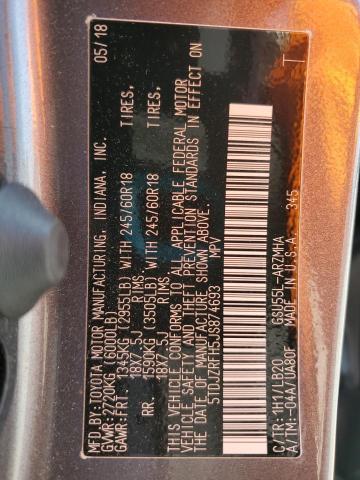 MFD BY:TOYOTA MOTOR MANUFACTURING, INDIANA, INC. 05/18
GVWR:2720KG (6000LB)
GAWR:FRT. 1345KG (2955LB) WITH 245/60R18 TIRES,
18X7.5J RIMS,
RR. 1590KG (3505LB) WITH 245/60R18 TIRES,
18X7.5J RIMS,
THIS VEHICLE CONFORMS TO ALL APPLICABLE FEDERAL MOTOR
VEHICLE SAFETY AND THEFT PREVENTION STANDARDS IN EFFECT ON
THE DATE OF MANUFACTURE SHOWN ABOVE.
5TDJZRFH5JS874693 MPV
C/TR:1H1/LB20 GSU55L-ARZMHA
A/TM:-04A/UA80F MADE IN U.S.A. 345
T